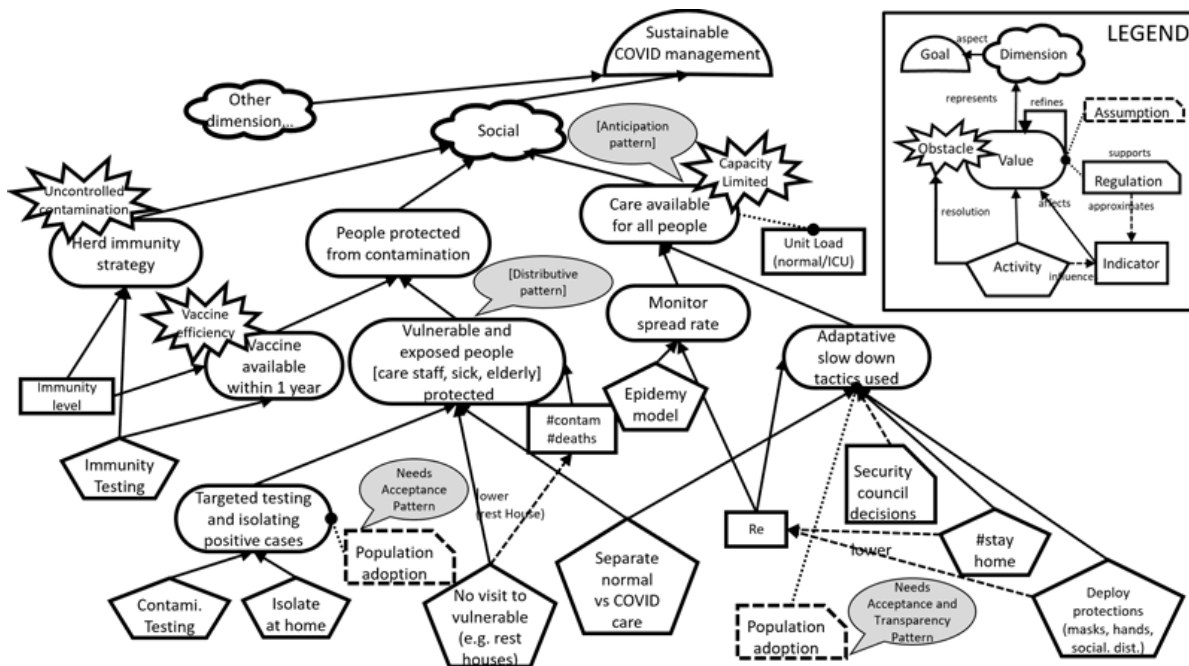 Sustainable
COVID management
LEGEND
aspect
Goal
Dimension
represents
refines
Assumption
Obstacle
Value
supports
Regulation
resolution
affects
approximates
Activity
influence
Indicator
Other
dimension...
Social
[Anticipation
pattern]
Capacity
Limited
Uncontrolled
contamination
Herd immunity
strategy
People protected
from contamination
Care available
for all people
Unit Load
(normal/ICU)
[Distributive
pattern]
Monitor
spread rate
Vaccine
efficiency
Vaccine
available
within 1 year
Vulnerable and
exposed people
[care staff, sick, elderly]
protected
Adaptative
slow down
tactics used
Immunity
level
Epidemy
model
#contam
#deaths
Immunity
Testing
Needs
Acceptance
Pattern
lower
(rest House)
Security
council
decisions
Targeted testing
and isolating
positive cases
Population
adoption
Re
lower
#stay
home
Separate
normal
vs COVID
care
Contami.
Testing
Isolate
at home
No visit to
vulnerable
(e.g. rest
houses)
Population
adoption
Needs
Acceptance and
Transparency
Pattern
Deploy
protections
(masks, hands,
social. dist.)